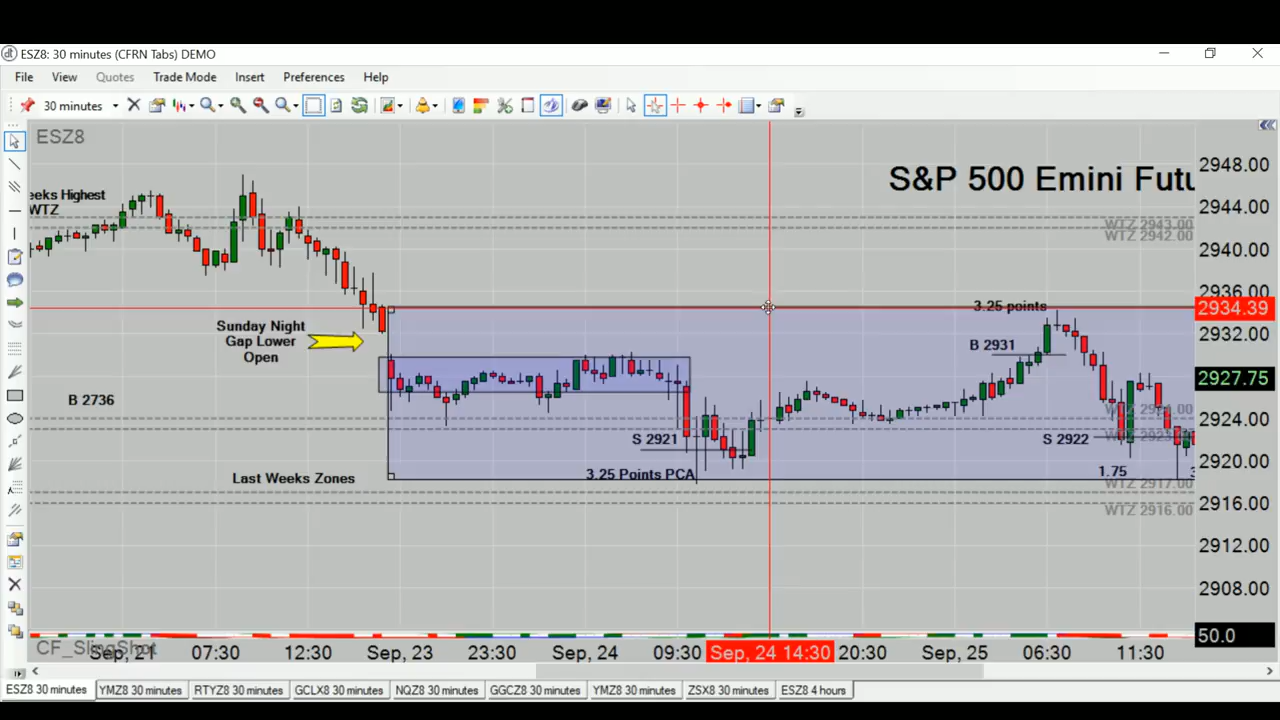 ESZ8: 30 minutes (CFRN Tabs) DEMO
File View Quotes Trade Mode Insert Preferences Help
30 minutes
ESZ8
S&P 500 Emini Futu
eeks Highest
WTZ
WTZ 2943.00
WTZ 2942.00
3.25 points
Sunday Night
Gap Lower
Open
B 2931
B 2736
WTZ 2924.00
S 2921
S 2922
WTZ 2923.00
Last Weeks Zones
3.25 Points PCA
1.75
3
WTZ 2917.00
WTZ 2916.00
2948.00
2944.00
2940.00
2936.00
2934.39
2932.00
2927.75
2924.00
2920.00
2916.00
2912.00
2908.00
50.0
CF_SlingShot
Sep, 21 07:30 12:30 Sep, 23 23:30 Sep, 24 09:30 Sep, 24 14:30 20:30 Sep, 25 06:30 11:30
ESZ8 30 minutes YMZ8 30 minutes RTYZ8 30 minutes GCLX8 30 minutes NQZ8 30 minutes GGCZ8 30 minutes YMZ8 30 minutes ZSX8 30 minutes ESZ8 4 hours